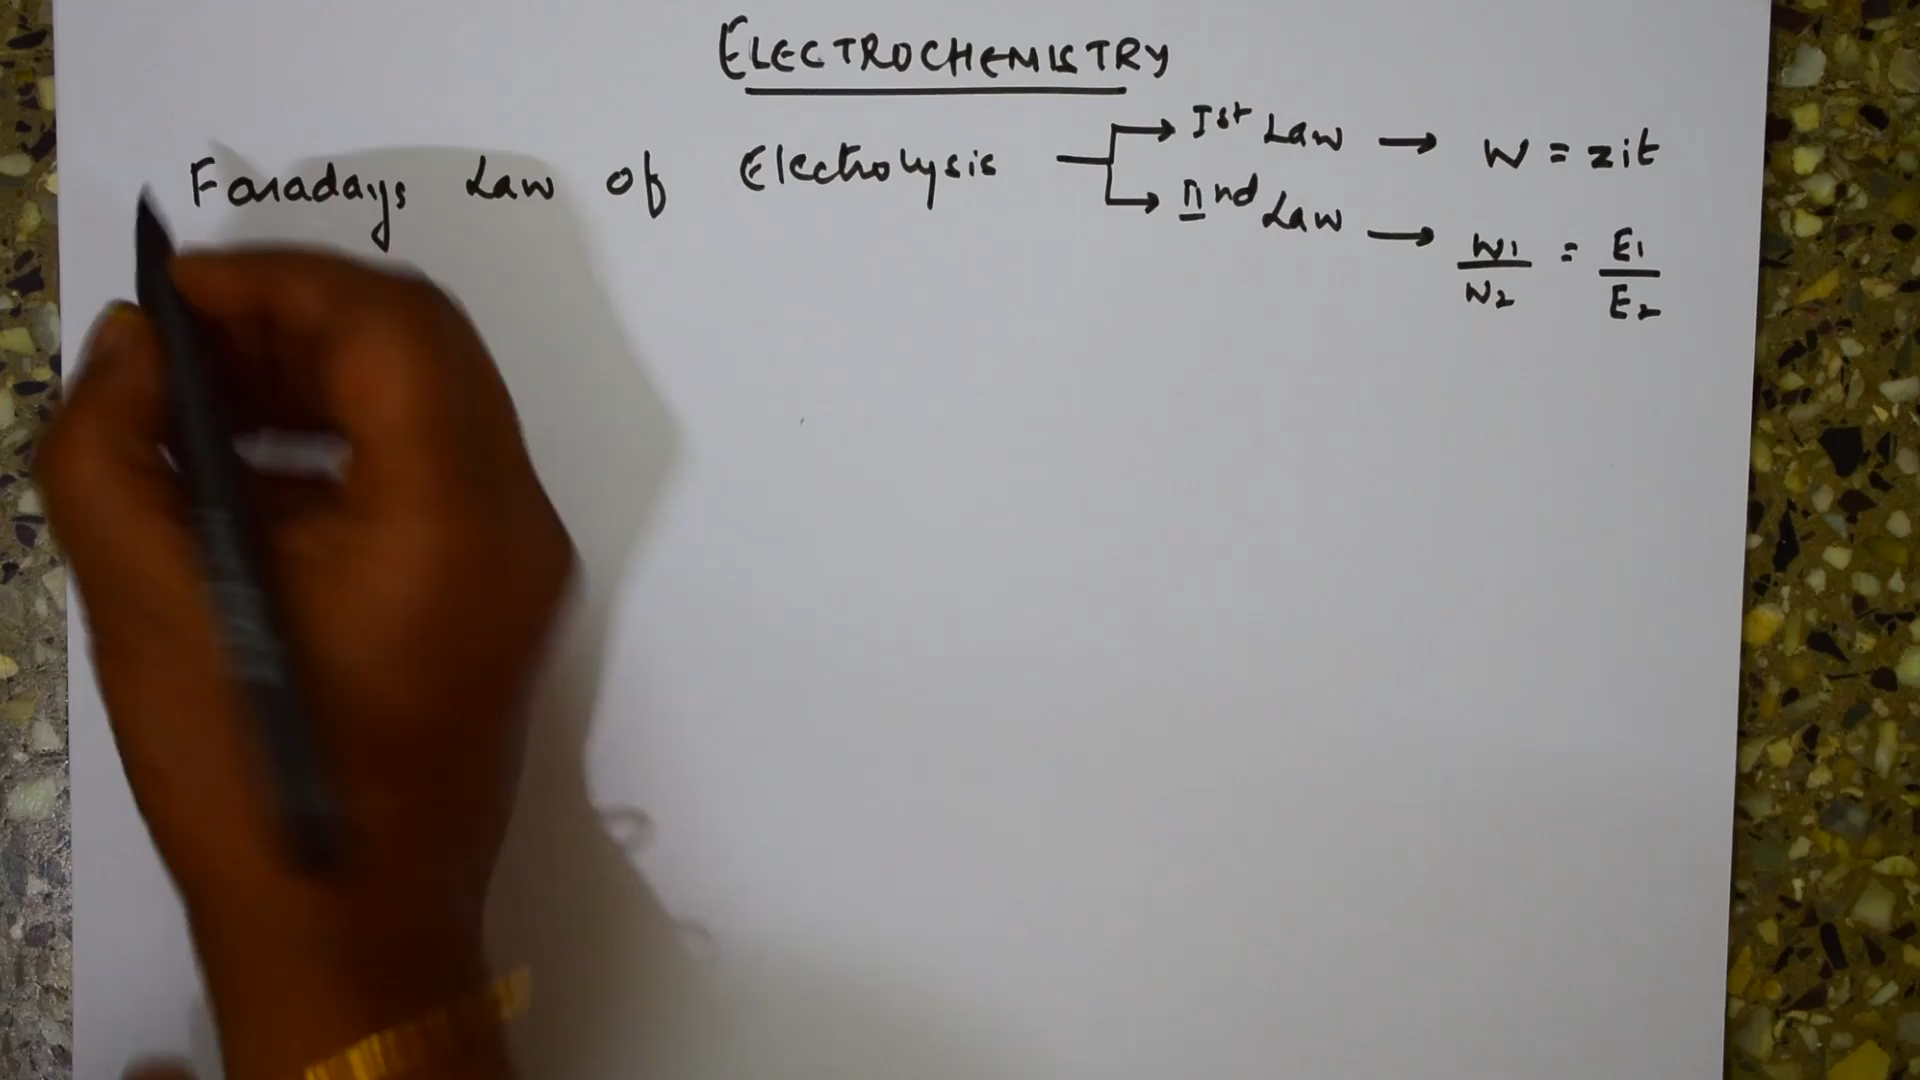 ELECTROCHEMISTRY
Faradays Law of Electrolysis → Ist Law → W = zit
→ IInd Law → W1/W2 = E1/E2